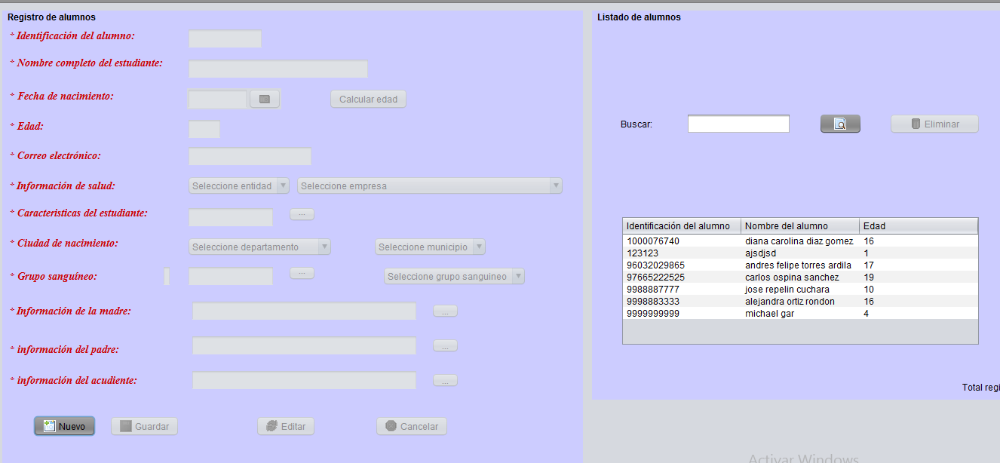 Registro de alumnos
* Identificación del alumno:
* Nombre completo del estudiante:
* Fecha de nacimiento:
Calcular edad
* Edad:
* Correo electrónico:
* Información de salud:
Seleccione entidad
Seleccione empresa
* Caracteristicas del estudiante:
...
* Ciudad de nacimiento:
Seleccione departamento
Seleccione municipio
* Grupo sanguíneo:
...
Seleccione grupo sanguineo
* Información de la madre:
...
* información del padre:
...
* información del acudiente:
...
Nuevo
Guardar
Editar
Cancelar
Listado de alumnos
Buscar:
Eliminar
Identificación del alumno Nombre del alumno Edad
1000076740 diana carolina diaz gomez 16
123123 ajsdjsd 1
96032029865 andres felipe torres ardila 17
97665222525 carlos ospina sanchez 19
9988887777 jose repelin cuchara 10
9998883333 alejandra ortiz rondon 16
9999999999 michael gar 4
Total regi
Activar Windows